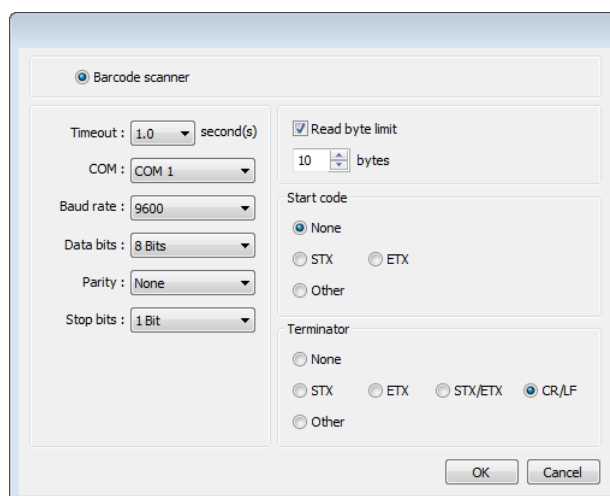 Barcode scanner
Timeout : 1.0 second(s)
COM : COM 1
Baud rate : 9600
Data bits : 8 Bits
Parity : None
Stop bits : 1 Bit
Read byte limit
10 bytes
Start code
None
STX ETX
Other
Terminator
None
STX ETX STX/ETX CR/LF
Other
OK Cancel